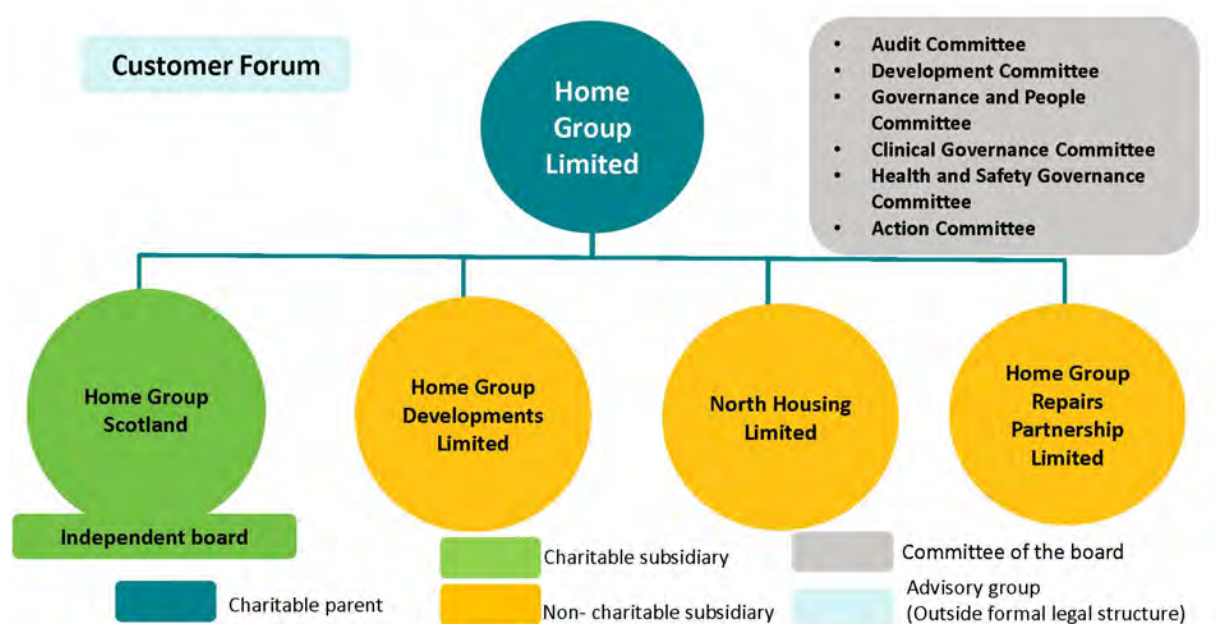 Customer Forum
Home
Group
Limited
• Audit Committee
• Development Committee
• Governance and People
Committee
• Clinical Governance Committee
• Health and Safety Governance
Committee
• Action Committee
Home Group
Scotland
Independent board
Home Group
Developments
Limited
North Housing
Limited
Home Group
Repairs
Partnership
Limited
Charitable parent
Charitable subsidiary
Non- charitable subsidiary
Committee of the board
Advisory group
(Outside formal legal structure)